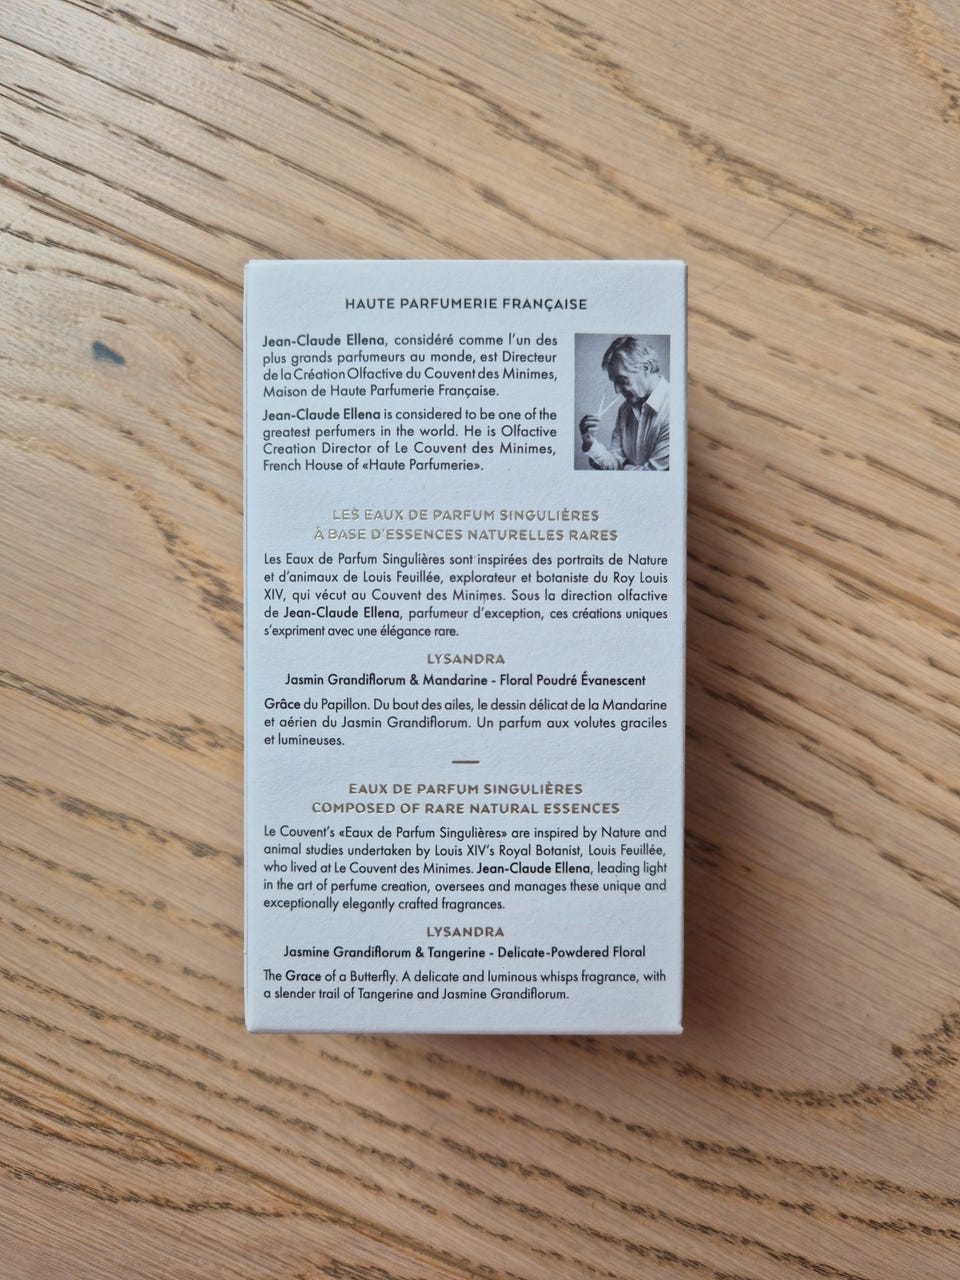 HAUTE PARFUMERIE FRANÇAISE
Jean-Claude Ellena, considéré comme l'un des
plus grands parfumeurs au monde, est Directeur
de la Création Olfactive du Couvent des Minimes,
Maison de Haute Parfumerie Française.
Jean-Claude Ellena is considered to be one of the
greatest perfumers in the world. He is Olfactive
Creation Director of Le Couvent des Minimes,
French House of «Haute Parfumerie».
LES EAUX DE PARFUM SINGULIÈRES
À BASE D'ESSENCES NATURELLES RARES
Les Eaux de Parfum Singulières sont inspirées des portraits de Nature
et d'animaux de Louis Feuillée, explorateur et botaniste du Roy Louis
XIV, qui vécut au Couvent des Minimes. Sous la direction olfactive
de Jean-Claude Ellena, parfumeur d'exception, ces créations uniques
s'expriment avec une élégance rare.
LYSANDRA
Jasmin Grandiflorum & Mandarine - Floral Poudré Évanescent
Grâce du Papillon. Du bout des ailes, le dessin délicat de la Mandarine
et aérien du Jasmin Grandiflorum. Un parfum aux volutes graciles
et lumineuses.
EAUX DE PARFUM SINGULIÈRES
COMPOSED OF RARE NATURAL ESSENCES
Le Couvent's «Eaux de Parfum Singulières» are inspired by Nature and
animal studies undertaken by Louis XIV's Royal Botanist, Louis Feuillée,
who lived at Le Couvent des Minimes. Jean-Claude Ellena, leading light
in the art of perfume creation, oversees and manages these unique and
exceptionally elegantly crafted fragrances.
LYSANDRA
Jasmine Grandiflorum & Tangerine - Delicate-Powdered Floral
The Grace of a Butterfly. A delicate and luminous whisps fragrance, with
a slender trail of Tangerine and Jasmine Grandiflorum.